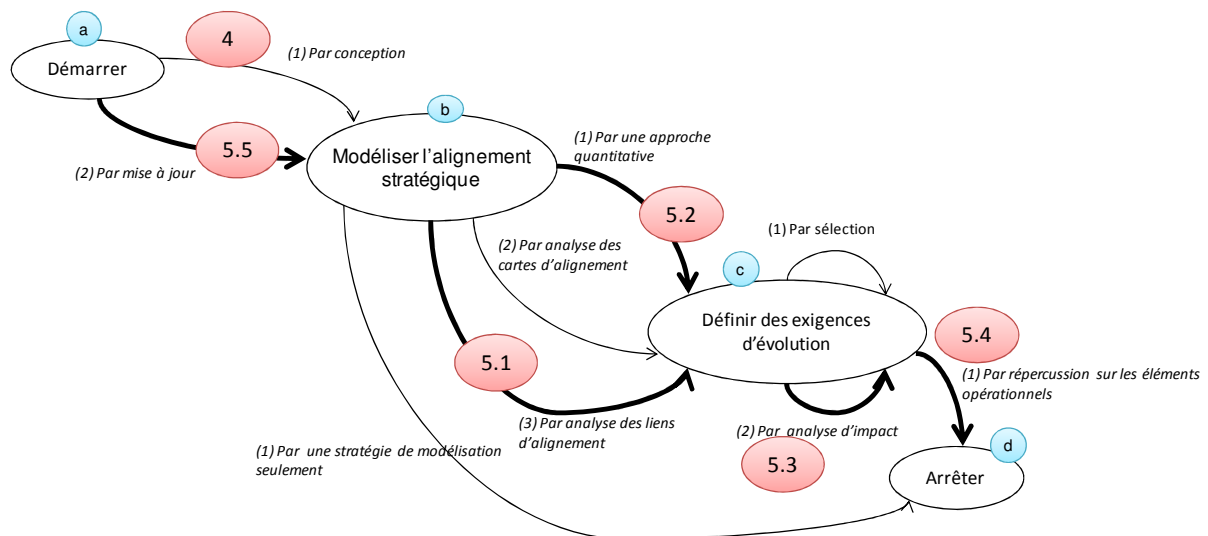 a
Démarrer
4
(1) Par conception
5.5
(2) Par mise à jour
b
Modéliser l'alignement
stratégique
(1) Par une approche
quantitative
5.2
(2) Par analyse des
cartes d'alignement
(1) Par sélection
c
Définir des exigences
d'évolution
5.4
(1) Par répercussion sur les éléments
opérationnels
5.1
(3) Par analyse des liens
d'alignement
(2) Par analyse d'impact
5.3
(1) Par une stratégie de modélisation
seulement
d
Arrêter